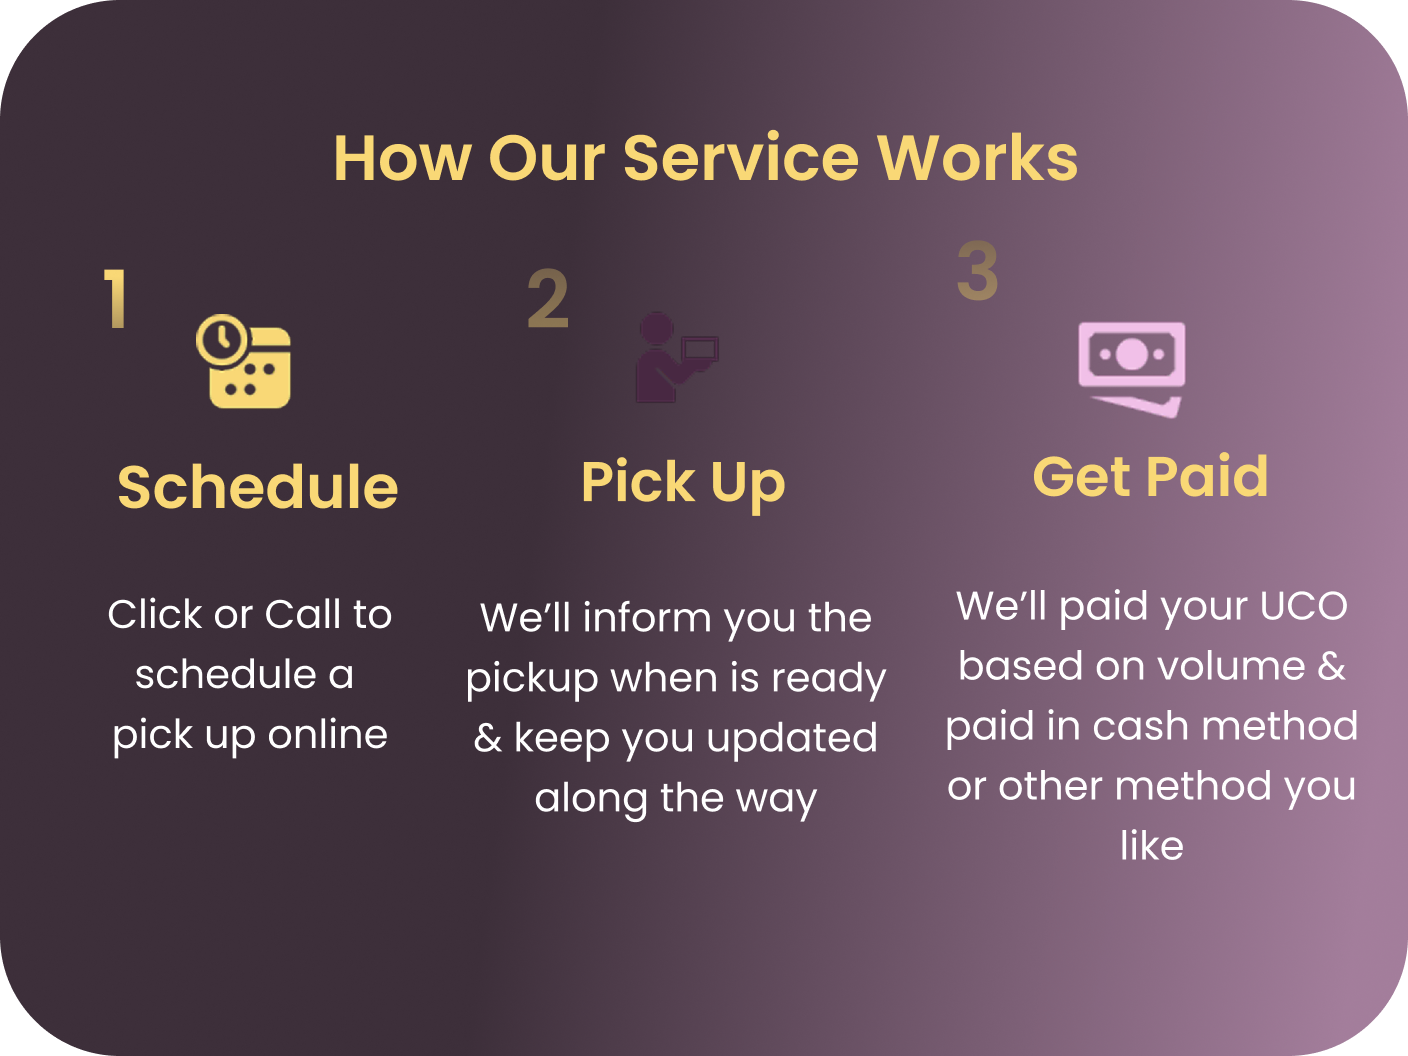 How Our Service Works
1
Schedule
Click or Call to
schedule a
pick up online
2
Pick Up
We’ll inform you the
pickup when is ready
& keep you updated
along the way
3
Get Paid
We’ll paid your UCO
based on volume &
paid in cash method
or other method you
like